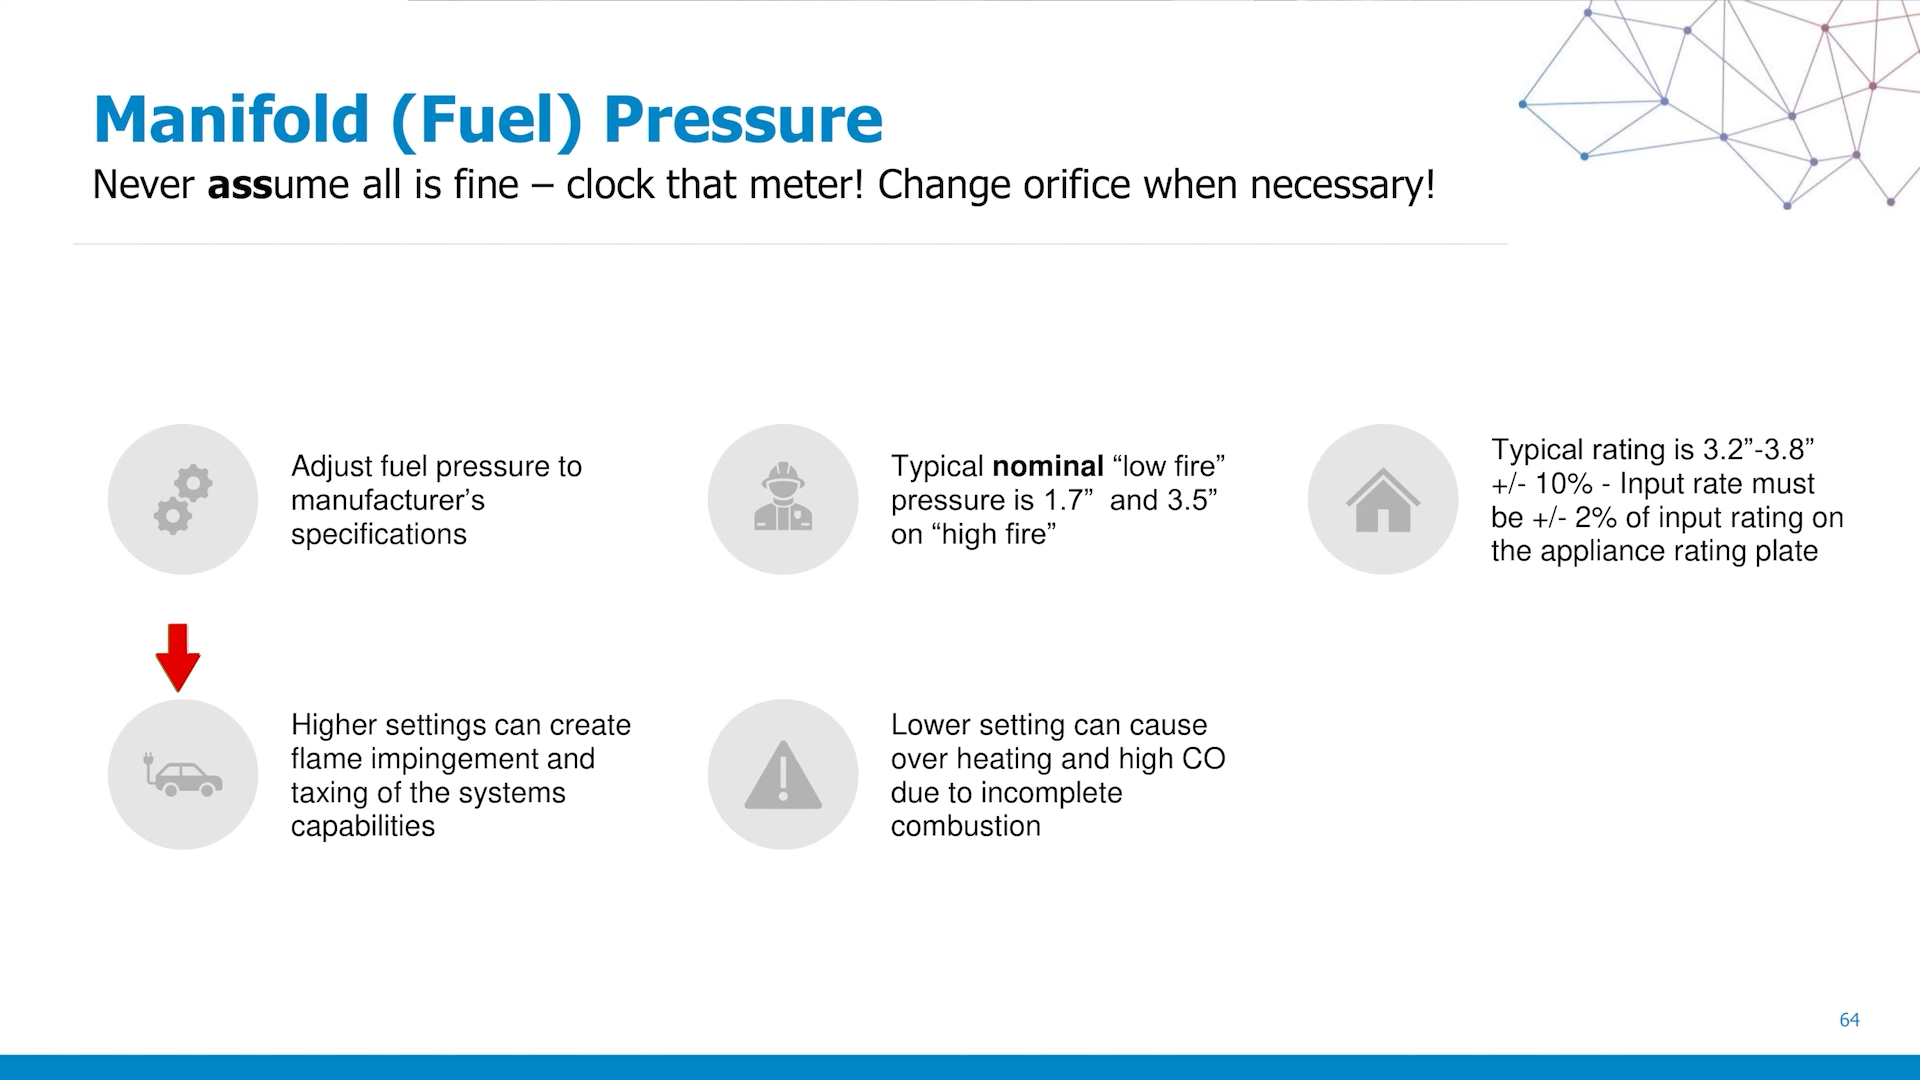 Manifold (Fuel) Pressure
Never assume all is fine – clock that meter! Change orifice when necessary!
Adjust fuel pressure to
manufacturer’s
specifications
Typical nominal “low fire”
pressure is 1.7”  and 3.5”
on “high fire”
Typical rating is 3.2”-3.8”
+/- 10% - Input rate must
be +/- 2% of input rating on
the appliance rating plate
Higher settings can create
flame impingement and
taxing of the systems
capabilities
Lower setting can cause
over heating and high CO
due to incomplete
combustion
64